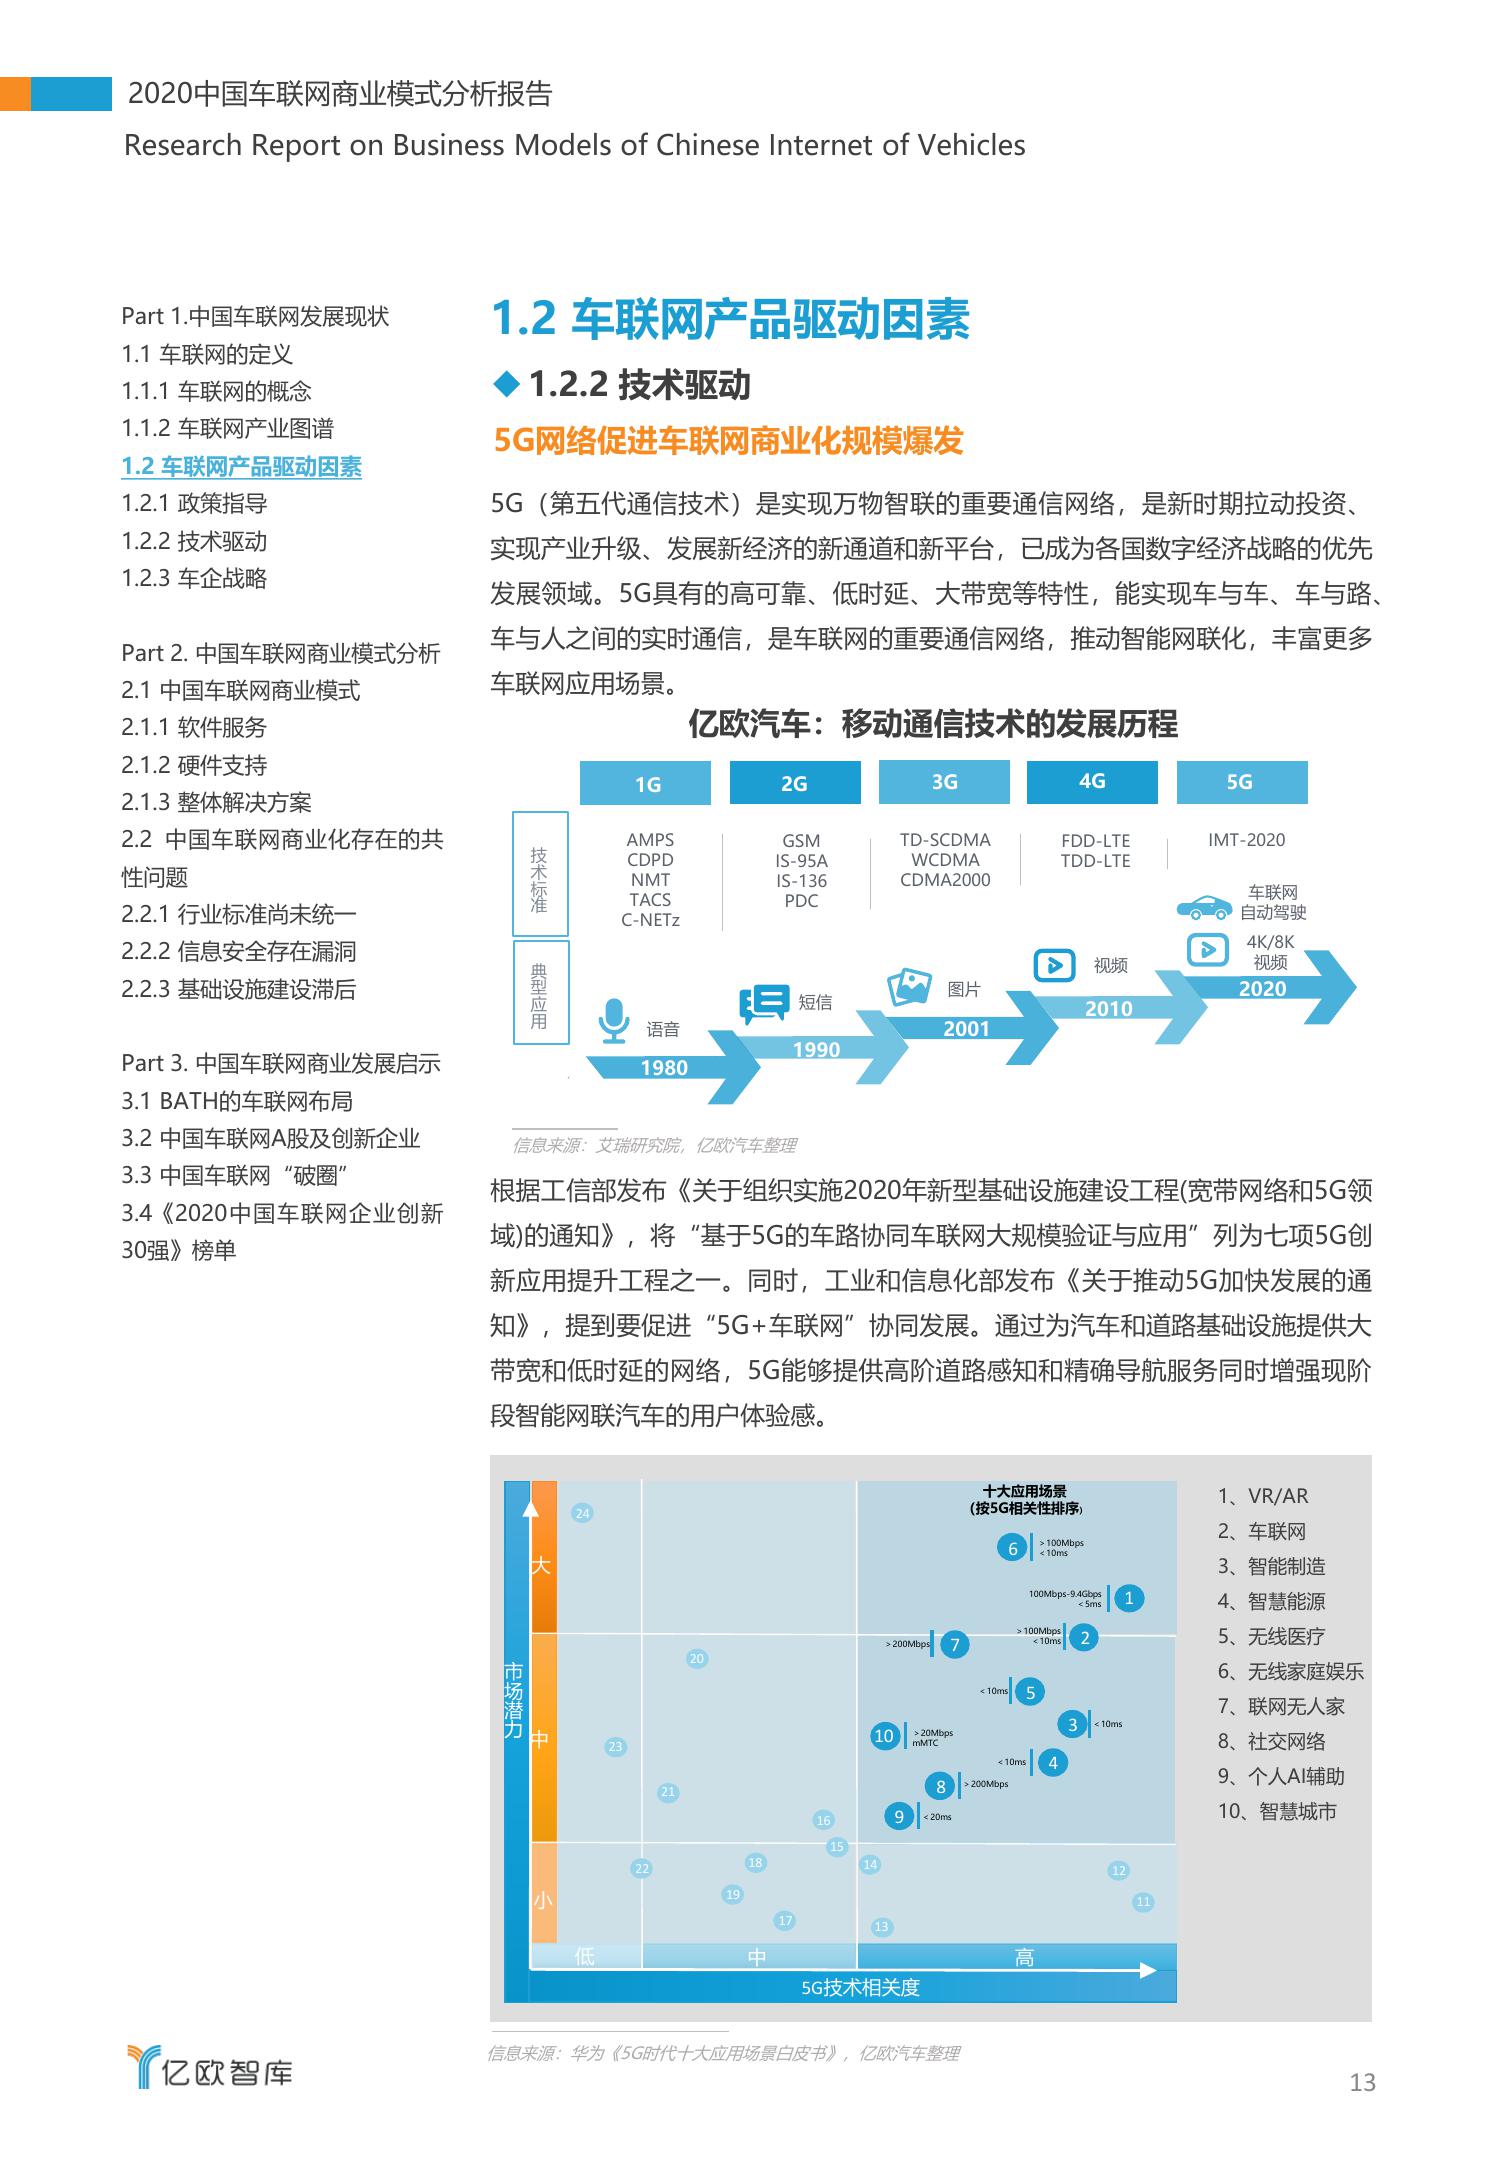 2020中国车联网商业模式分析报告
Research Report on Business Models of Chinese Internet of Vehicles
Part 1.中国车联网发展现状
1.1 车联网的定义
1.1.1 车联网的概念
1.1.2 车联网产业图谱
1.2 车联网产品驱动因素
1.2.1 政策指导
1.2.2 技术驱动
1.2.3 车企战略
Part 2. 中国车联网商业模式分析
2.1 中国车联网商业模式
2.1.1 软件服务
2.1.2 硬件支持
2.1.3 整体解决方案
2.2 中国车联网商业化存在的共
性问题
2.2.1 行业标准尚未统一
2.2.2 信息安全存在漏洞
2.2.3 基础设施建设滞后
Part 3. 中国车联网商业发展启示
3.1 BATH的车联网布局
3.2 中国车联网A股及创新企业
3.3 中国车联网“破圈”
3.4《2020中国车联网企业创新
30强》榜单
1.2 车联网产品驱动因素
◆ 1.2.2 技术驱动
5G网络促进车联网商业化规模爆发
5G（第五代通信技术）是实现万物智联的重要通信网络，是新时期拉动投资、
实现产业升级、发展新经济的新通道和新平台，已成为各国数字经济战略的优先
发展领域。5G具有的高可靠、低时延、大带宽等特性，能实现车与车、车与路、
车与人之间的实时通信，是车联网的重要通信网络，推动智能网联化，丰富更多
车联网应用场景。
亿欧汽车：移动通信技术的发展历程
1G 2G 3G 4G 5G
技术标准
AMPS
CDPD
NMT
TACS
C-NETz
GSM
IS-95A
IS-136
PDC
TD-SCDMA
WCDMA
CDMA2000
FDD-LTE
TDD-LTE
IMT-2020
典型应用
语音
短信
图片
视频
车联网
自动驾驶
4K/8K
视频
1980
1990
2001
2010
2020
信息来源：艾瑞研究院，亿欧汽车整理
根据工信部发布《关于组织实施2020年新型基础设施建设工程(宽带网络和5G领
域)的通知》，将“基于5G的车路协同车联网大规模验证与应用”列为七项5G创
新应用提升工程之一。同时，工业和信息化部发布《关于推动5G加快发展的通
知》，提到要促进“5G+车联网”协同发展。通过为汽车和道路基础设施提供大
带宽和低时延的网络，5G能够提供高阶道路感知和精确导航服务同时增强现阶
段智能网联汽车的用户体验感。
市场潜力
大
中
小
十大应用场景
(按5G相关性排序)
24
6 >100Mbps
<10ms
100Mbps-9.4Gbps
<5ms 1
>200Mbps 7
>100Mbps
<10ms 2
20
<10ms 5
3 <10ms
10 >20Mbps
mMTC
23
<10ms 4
8 >200Mbps
21
9 <20ms
16
15
22
18
14
12
19
11
17
13
低 中 高
5G技术相关度
1、VR/AR
2、车联网
3、智能制造
4、智慧能源
5、无线医疗
6、无线家庭娱乐
7、联网无人家
8、社交网络
9、个人AI辅助
10、智慧城市
信息来源：华为《5G时代十大应用场景白皮书》，亿欧汽车整理
亿欧智库
13